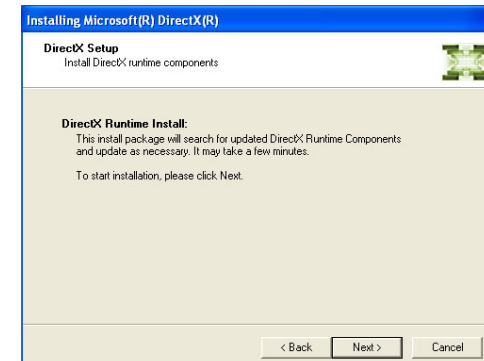 Installing Microsoft(R) DirectX(R)
DirectX Setup
Install DirectX runtime components
DirectX Runtime Install:
This install package will search for updated DirectX Runtime Components
and update as necessary. It may take a few minutes.
To start installation, please click Next.
< Back Next > Cancel